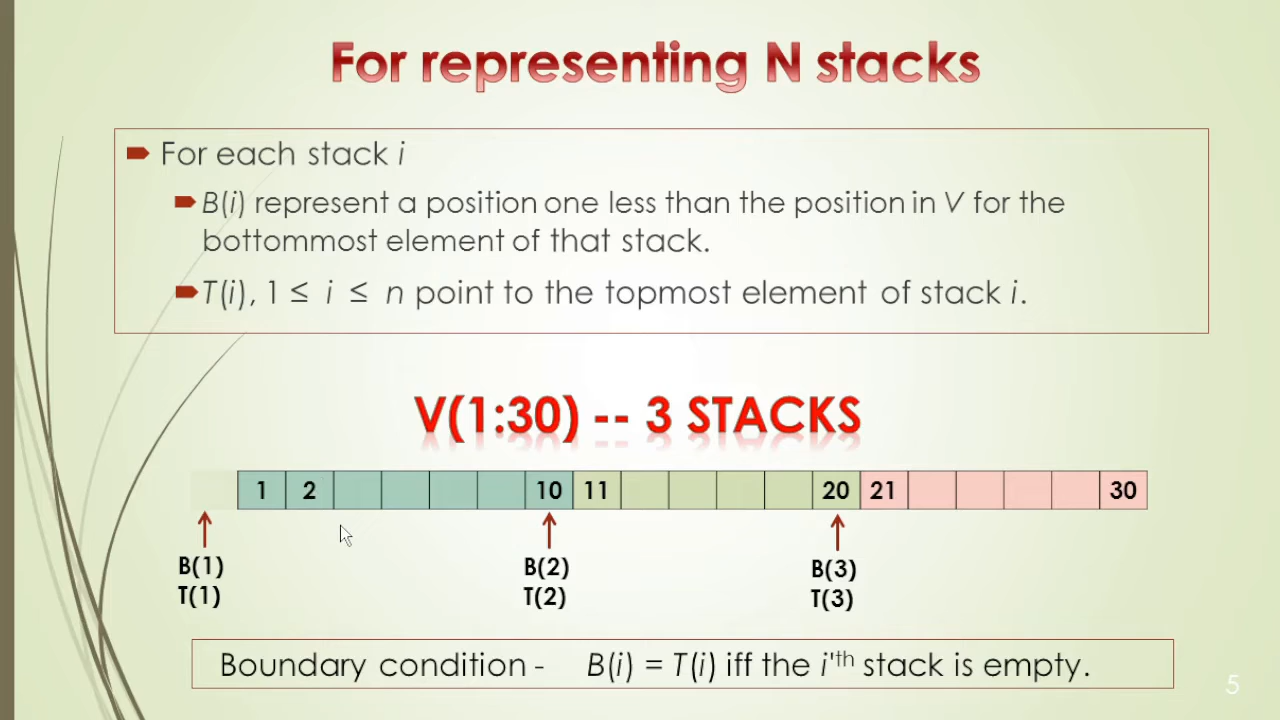 For representing N stacks
For each stack i
B(i) represent a position one less than the position in V for the
bottommost element of that stack.
T(i), 1 ≤ i ≤ n point to the topmost element of stack i.
V(1:30) -- 3 STACKS
1 2 10 11 20 21 30
B(1) B(2) B(3)
T(1) T(2) T(3)
Boundary condition - B(i) = T(i) iff the i'th stack is empty.
5